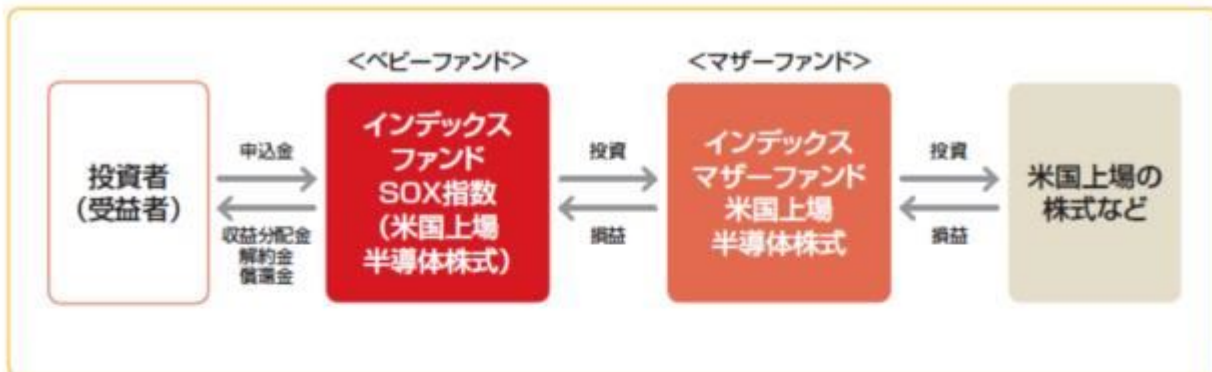 <ベビーファンド>
<マザーファンド>
投資者
(受益者)
申込金
収益分配金
解約金
償還金
インデックス
ファンド
SOX指数
(米国上場
半導体株式)
投資
損益
インデックス
マザーファンド
米国上場
半導体株式
投資
損益
米国上場の
株式など